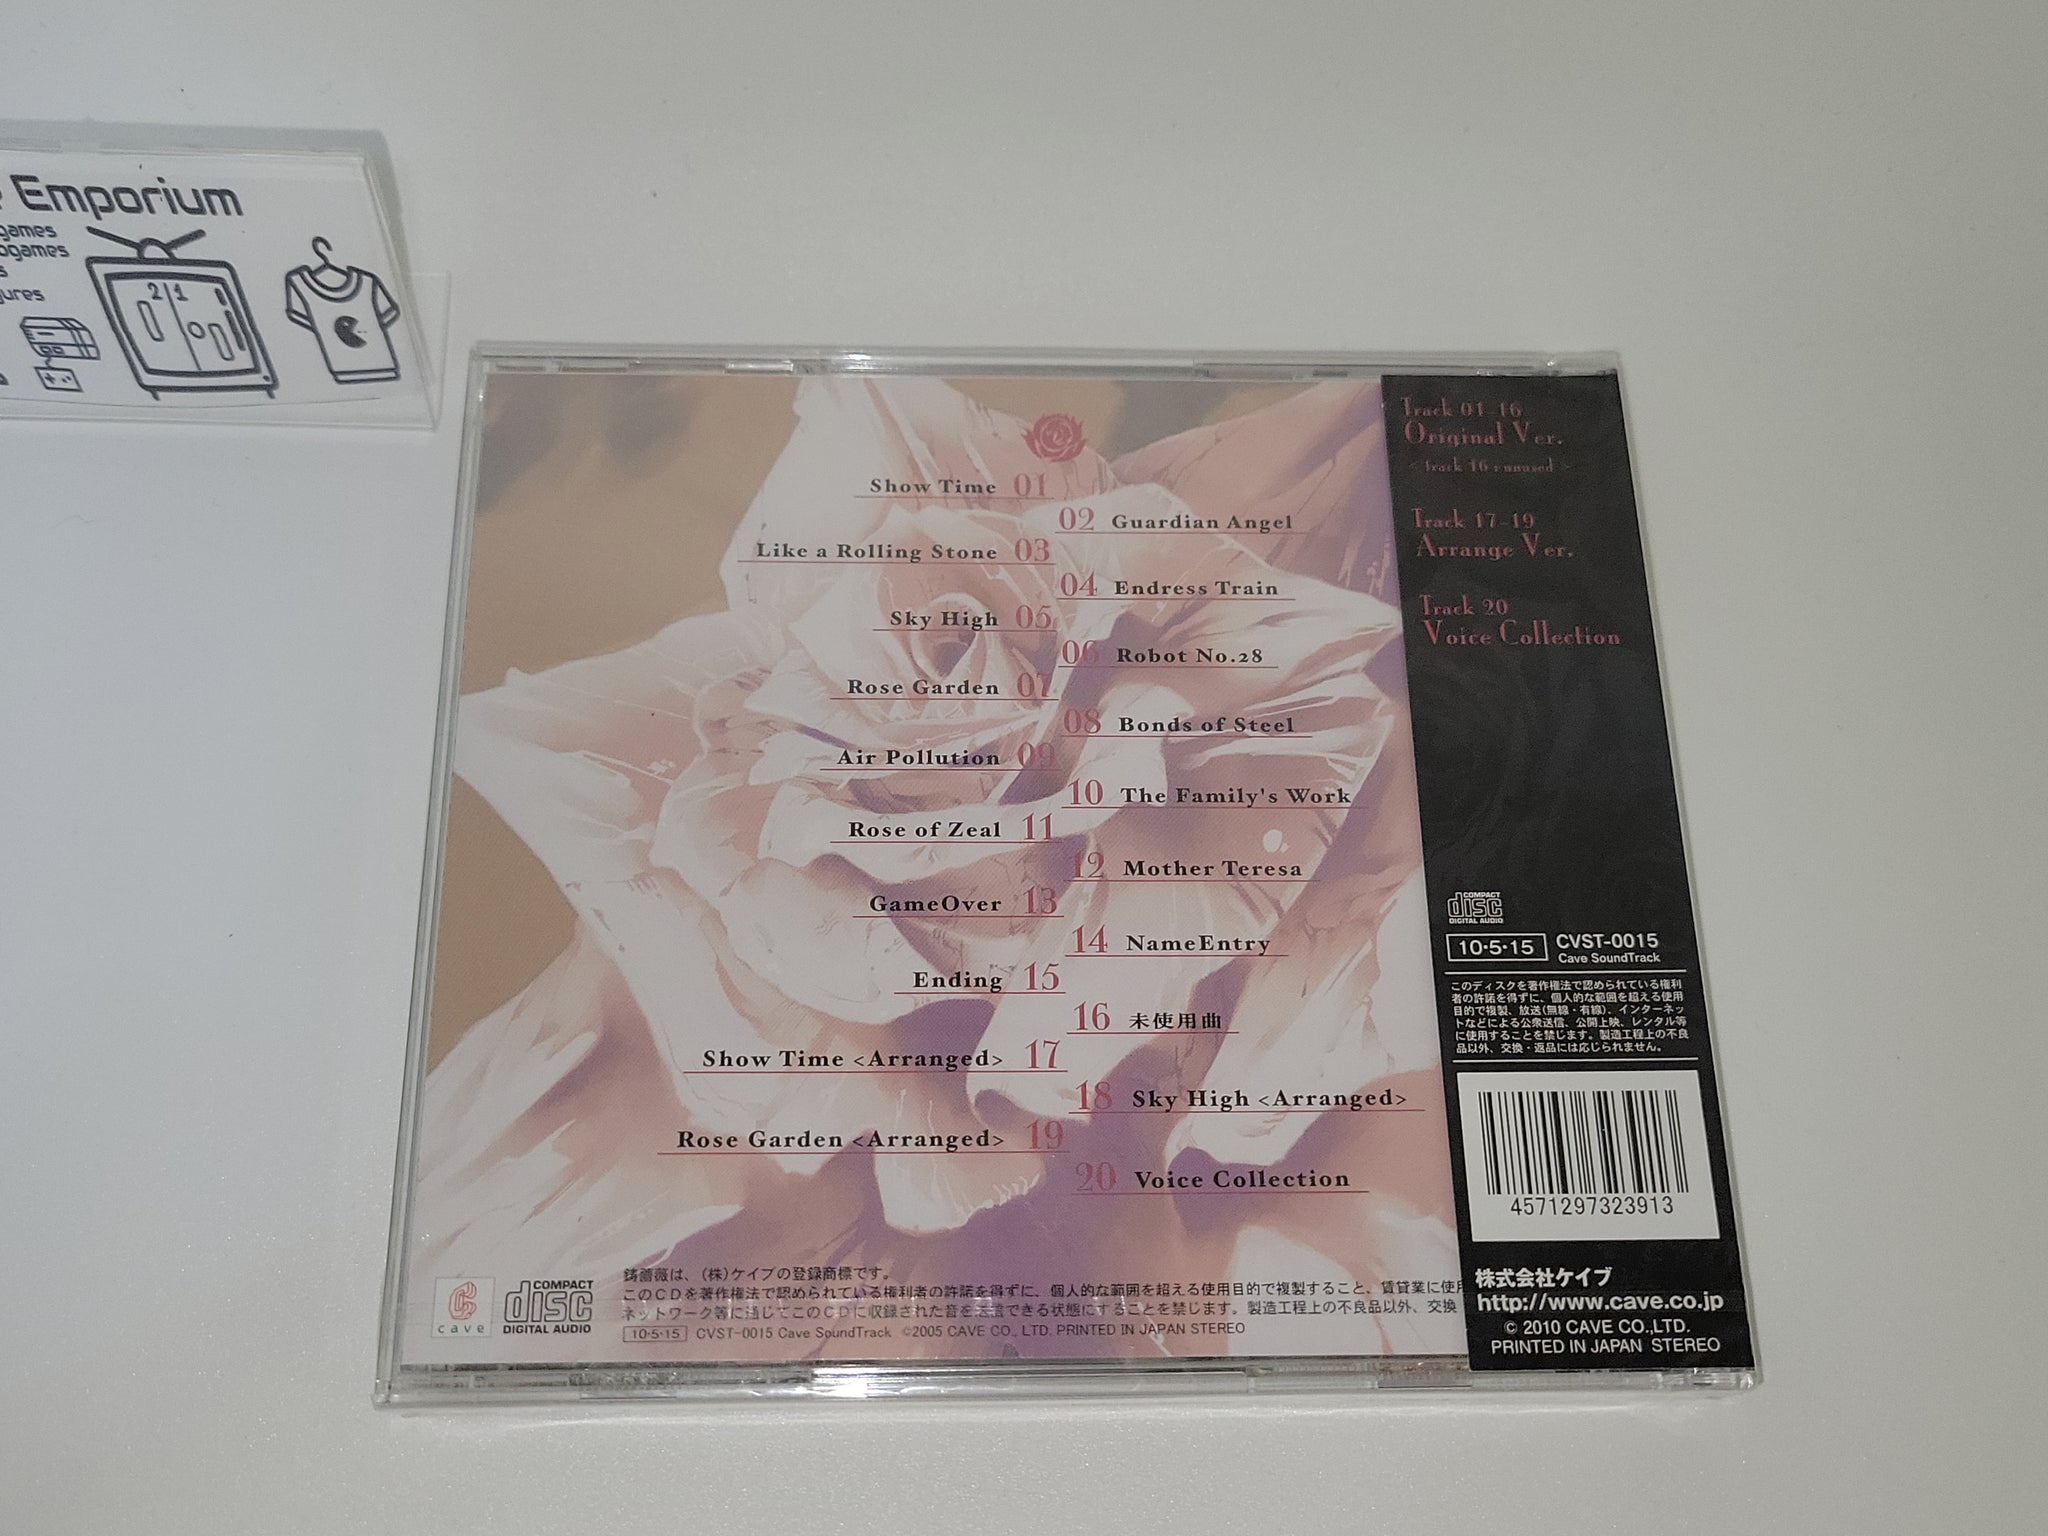 Emporium
games
ogames
s
ures
21
Show Time 01
02 Guardian Angel
Like a Rolling Stone 03
04 Endress Train
Sky High 05
06 Robot No.28
Rose Garden 07
08 Bonds of Steel
Air Pollution 09
10 The Family's Work
Rose of Zeal 11
12 Mother Teresa
GameOver 13
14 NameEntry
Ending 15
16 未使用曲
Show Time <Arranged> 17
18 Sky High <Arranged>
Rose Garden <Arranged> 19
20 Voice Collection
cave
COMPACT
disc
DIGITAL AUDIO
鋳薔薇は、(株)ケイブの登録商標です。
このCDを著作権法で認められている権利者の許諾を得ずに、個人的な範囲を超える使用目的で複製すること、賃貸業に使用
ネットワーク等に通じてこのCDに収録された音を送信できる状態にすることを禁じます。製造工程上の不良品以外、交換
10·5·15 CVST-0015 Cave SoundTrack ©2005 CAVE CO., LTD. PRINTED IN JAPAN STEREO
Track 01-16
Original Ver.
< track 16 : unused >
Track 17-19
Arrange Ver.
Track 20
Voice Collection
COMPACT
disc
DIGITAL AUDIO
10·5·15 CVST-0015
Cave SoundTrack
このディスクを著作権法で認められている権利
者の許諾を得ずに、個人的な範囲を超える使用
目的で複製、放送(無線・有線)、インターネッ
トなどによる公衆送信、公開上映、レンタル等
に使用することを禁じます。製造工程上の不良
品以外、交換・返品には応じられません。
4571297323913
株式会社ケイブ
http://www.cave.co.jp
© 2010 CAVE CO.,LTD.
PRINTED IN JAPAN STEREO